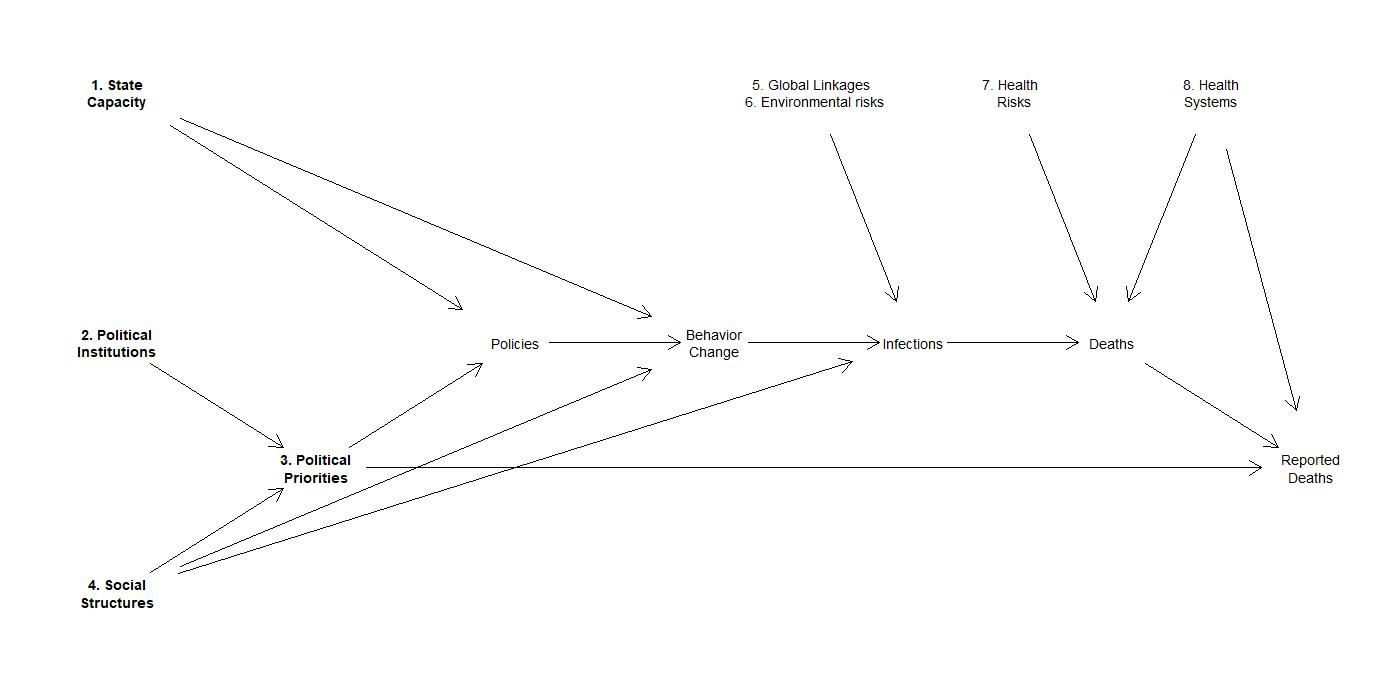 1. State
Capacity
5. Global Linkages
6. Environmental risks
7. Health
Risks
8. Health
Systems
2. Political
Institutions
Policies
Behavior
Change
Infections
Deaths
3. Political
Priorities
Reported
Deaths
4. Social
Structures